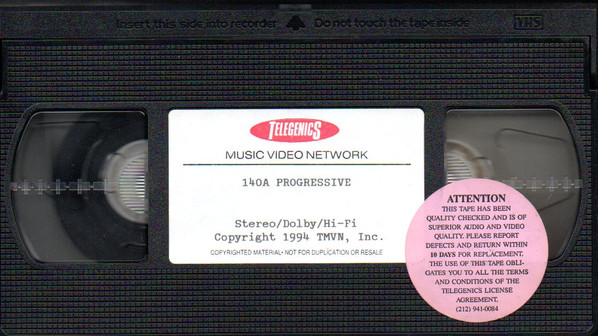 Insert this side into recorder Do not touch the tape inside VHS
TELEGENICS
MUSIC VIDEO NETWORK
140A PROGRESSIVE
Stereo/Dolby/Hi-Fi
Copyright 1994 TMVN, Inc.
COPYRIGHTED MATERIAL• NOT FOR DUPLICATION OR RESALE
ATTENTION
THIS TAPE HAS BEEN
QUALITY CHECKED AND IS OF
SUPERIOR AUDIO AND VIDEO
QUALITY. PLEASE REPORT
DEFECTS AND RETURN WITHIN
10 DAYS FOR REPLACEMENT.
THE USE OF THIS TAPE OBLI-
GATES YOU TO ALL THE TERMS
AND CONDITIONS OF THE
TELEGENICS LICENSE
AGREEMENT.
(212) 941-0084